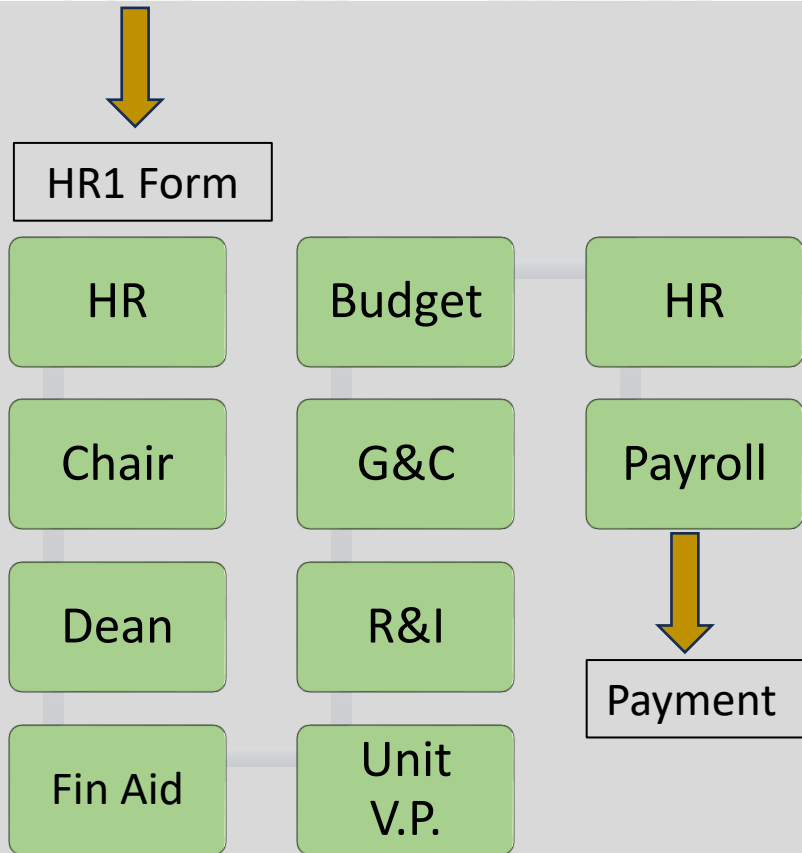 HR1 Form
HR
Chair
Dean
Fin Aid
Unit
V.P.
R&I
G&C
Budget
HR
Payroll
Payment